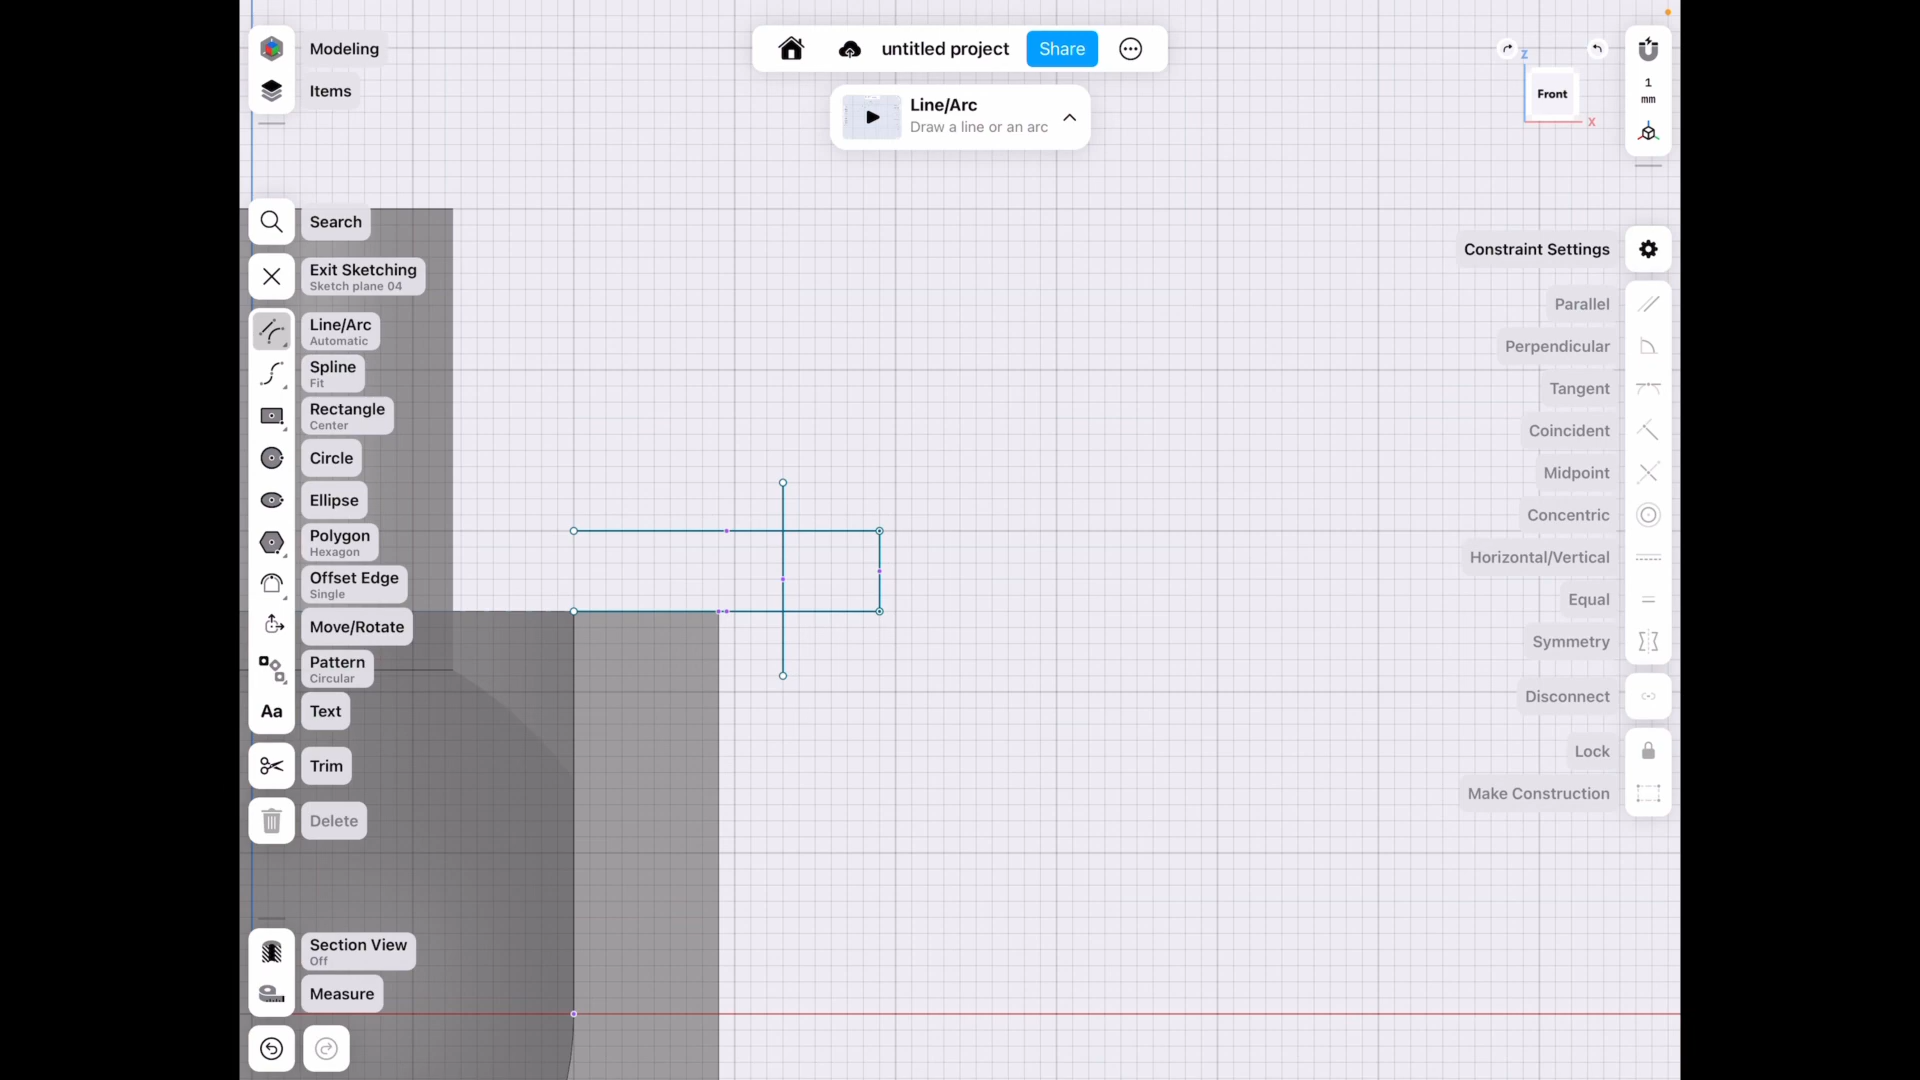 Modeling
Items
untitled project
Share
Line/Arc
Draw a line or an arc
Z
Front
X
1
mm
Search
Exit Sketching
Sketch plane 04
Line/Arc
Automatic
Spline
Fit
Rectangle
Center
Circle
Ellipse
Polygon
Hexagon
Offset Edge
Single
Move/Rotate
Pattern
Circular
Aa
Text
Trim
Delete
Section View
Off
Measure
Constraint Settings
Parallel
Perpendicular
Tangent
Coincident
Midpoint
Concentric
Horizontal/Vertical
Equal
Symmetry
Disconnect
Lock
Make Construction